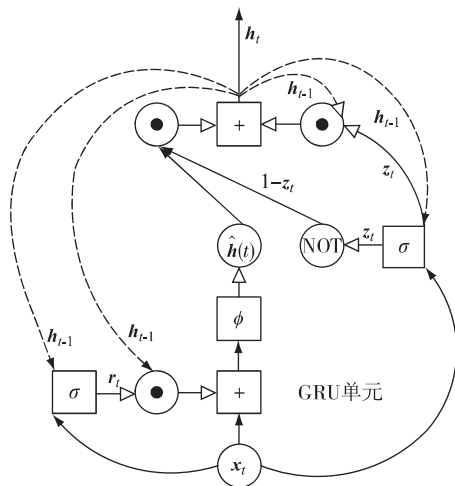 h_t
h_{t-1}
+
h_{t-1}
z_t
1-z_t
ĥ(t)
NOT
z_t
σ
ϕ
h_{t-1}
h_{t-1}
σ
r_t
+
GRU单元
x_t